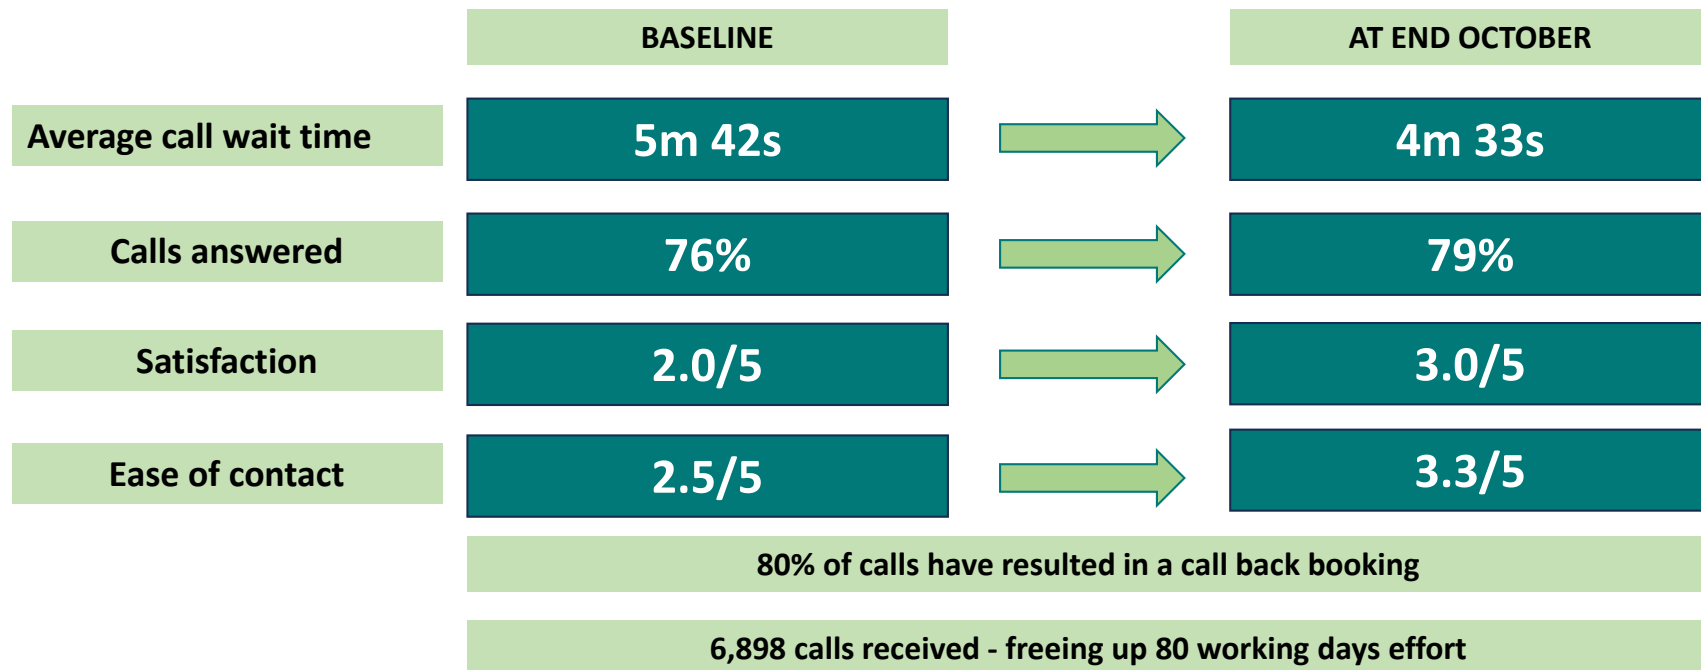 BASELINE
AT END OCTOBER
Average call wait time
5m 42s
4m 33s
Calls answered
76%
79%
Satisfaction
2.0/5
3.0/5
Ease of contact
2.5/5
3.3/5
80% of calls have resulted in a call back booking
6,898 calls received - freeing up 80 working days effort